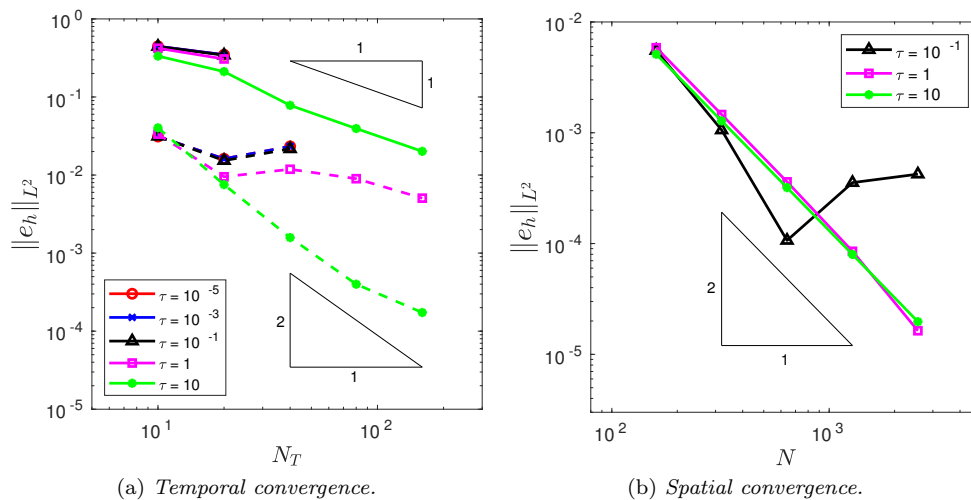 10^0
10^-1
10^-2
10^-3
10^-4
10^-5
‖e_h‖_{L^2}
1
1
2
1
τ = 10^-5
τ = 10^-3
τ = 10^-1
τ = 1
τ = 10
10^1
10^2
N_T
(a) Temporal convergence.
10^-2
10^-3
10^-4
10^-5
‖e_h‖_{L^2}
τ = 10^-1
τ = 1
τ = 10
2
1
10^2
10^3
N
(b) Spatial convergence.